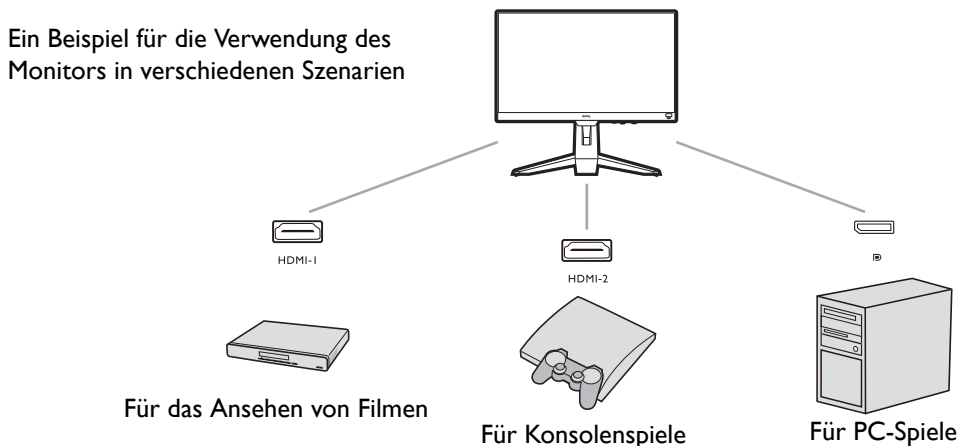 Ein Beispiel für die Verwendung des
Monitors in verschiedenen Szenarien
HDMI-1
HDMI-2
Für das Ansehen von Filmen
Für Konsolenspiele
Für PC-Spiele